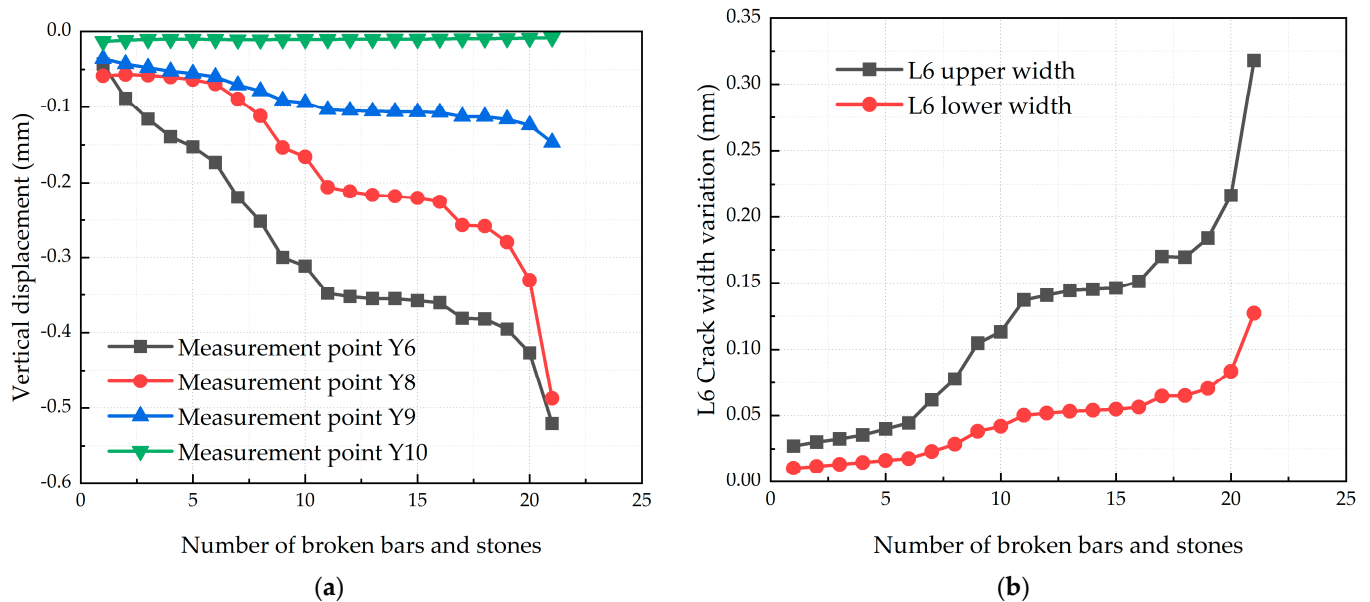 0.0
-0.1
-0.2
-0.3
-0.4
-0.5
-0.6
Vertical displacement (mm)
Measurement point Y6
Measurement point Y8
Measurement point Y9
Measurement point Y10
0 5 10 15 20 25
Number of broken bars and stones
(a)
0.35
0.30
0.25
0.20
0.15
0.10
0.05
0.00
L6 Crack width variation (mm)
L6 upper width
L6 lower width
0 5 10 15 20 25
Number of broken bars and stones
(b)